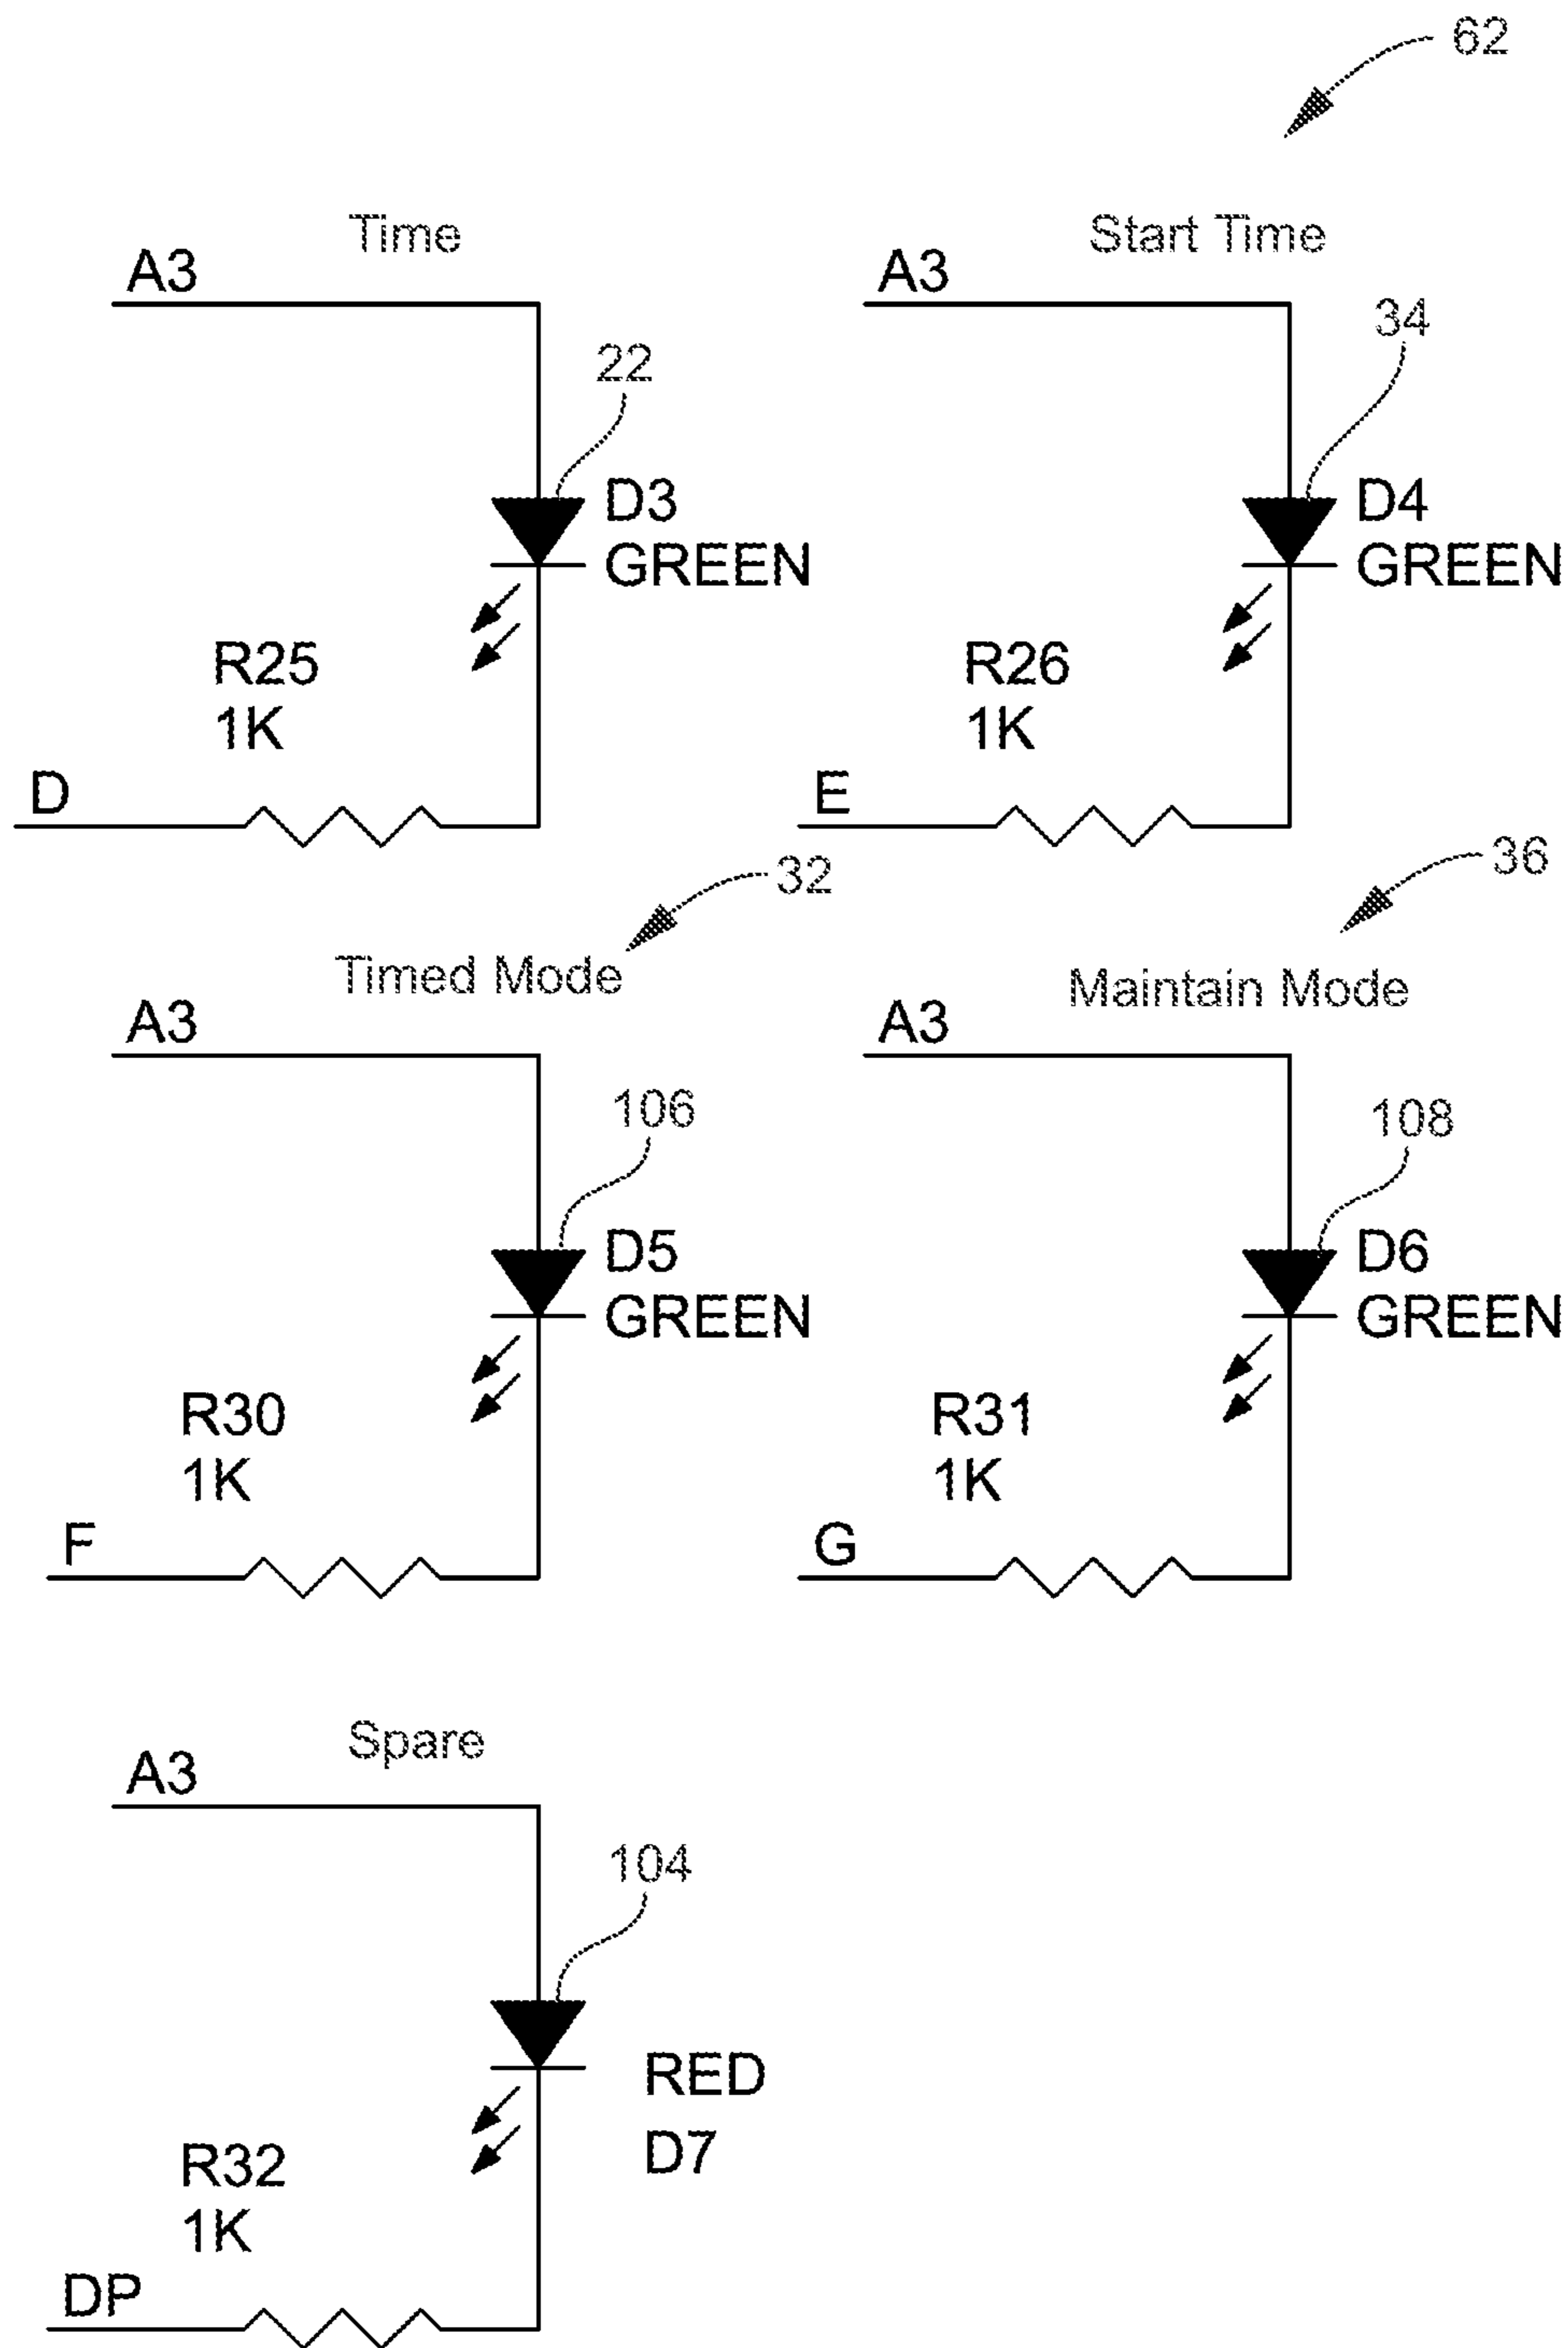 62
Time
A3
22
D3
GREEN
R25
1K
D
Start Time
A3
34
D4
GREEN
R26
1K
E
32
Timed Mode
A3
106
D5
GREEN
R30
1K
F
36
Maintain Mode
A3
108
D6
GREEN
R31
1K
G
Spare
A3
104
RED
D7
R32
1K
DP